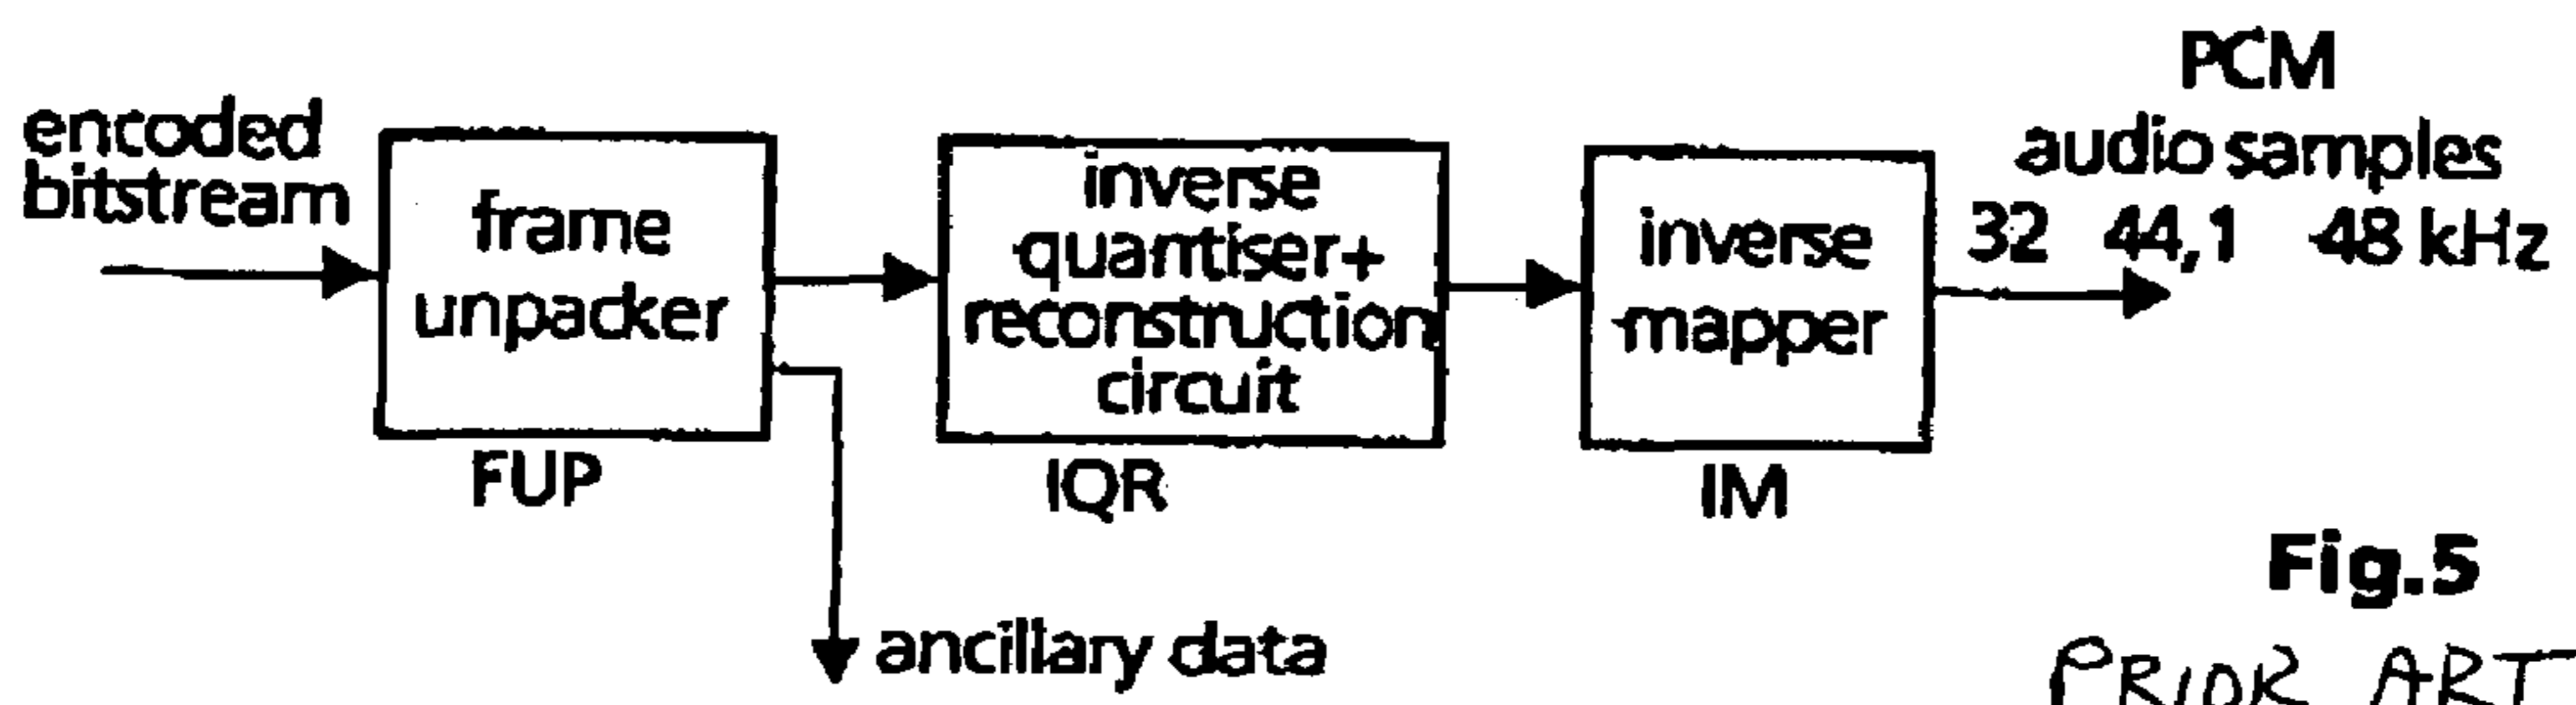 encoded
bitstream
frame
unpacker
FUP
inverse
quantiser+
reconstruction
circuit
IQR
inverse
mapper
IM
PCM
audio samples
32 44,1 48 kHz
ancillary data
Fig.5
PRIOR ART